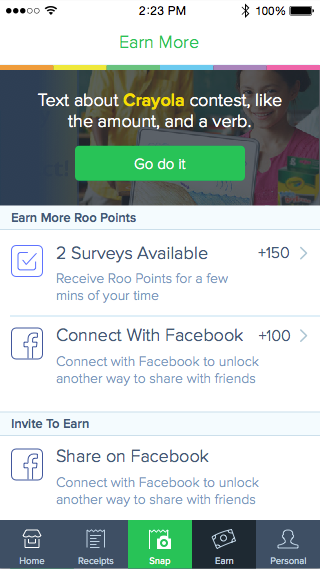 2:23 PM
100%
Earn More
Text about Crayola contest, like
the amount, and a verb.
Go do it
Earn More Roo Points
2 Surveys Available +150
Receive Roo Points for a few
mins of your time
Connect With Facebook +100
Connect with Facebook to unlock
another way to share with friends
Invite To Earn
Share on Facebook
Connect with Facebook to unlock
another way to share with friends
Home Receipts Snap Earn Personal